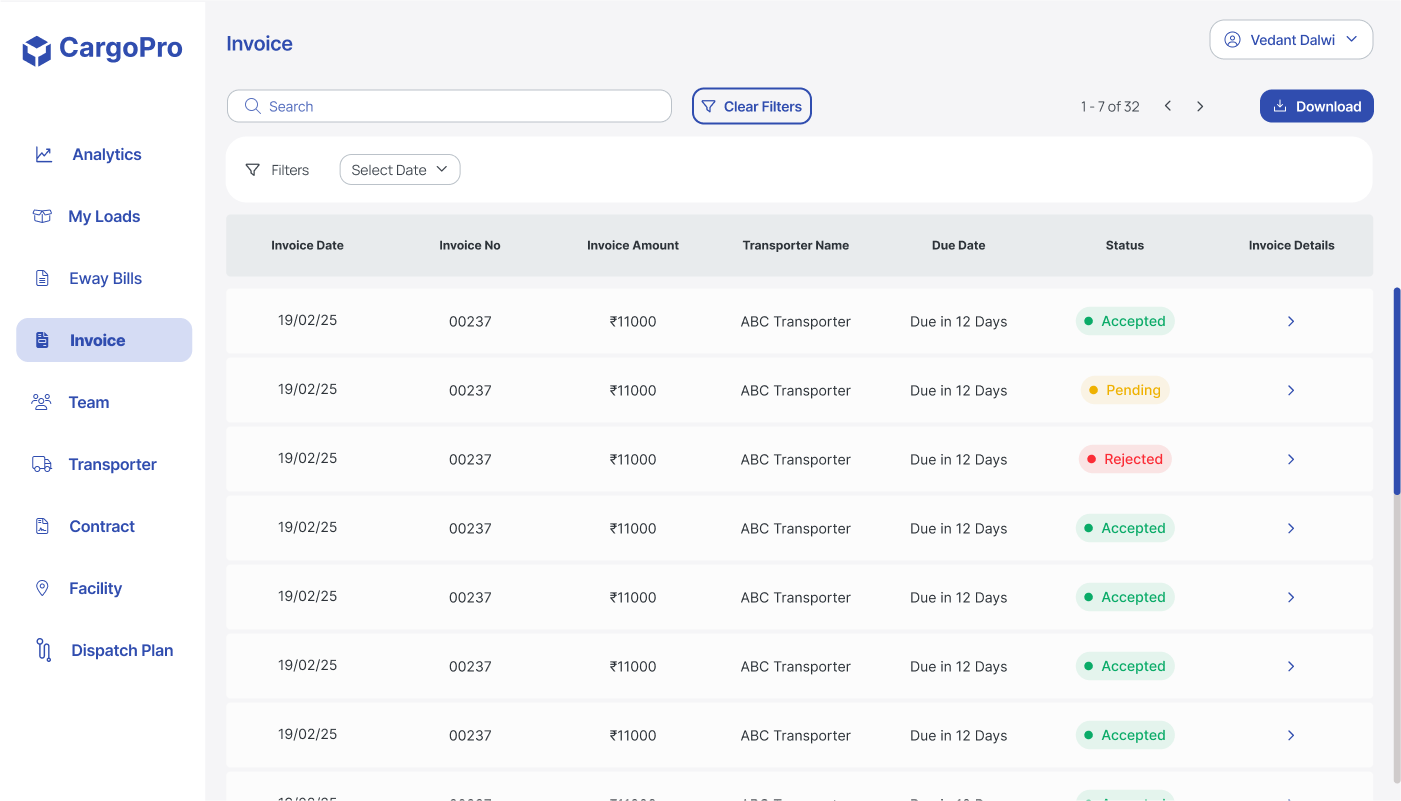 CargoPro
Invoice
Vedant Dalwi
Search
Clear Filters
1 - 7 of 32
Download
Filters
Select Date
Analytics
My Loads
Eway Bills
Invoice
Team
Transporter
Contract
Facility
Dispatch Plan
Invoice Date Invoice No Invoice Amount Transporter Name Due Date Status Invoice Details
19/02/25 00237 ₹11000 ABC Transporter Due in 12 Days Accepted
19/02/25 00237 ₹11000 ABC Transporter Due in 12 Days Pending
19/02/25 00237 ₹11000 ABC Transporter Due in 12 Days Rejected
19/02/25 00237 ₹11000 ABC Transporter Due in 12 Days Accepted
19/02/25 00237 ₹11000 ABC Transporter Due in 12 Days Accepted
19/02/25 00237 ₹11000 ABC Transporter Due in 12 Days Accepted
19/02/25 00237 ₹11000 ABC Transporter Due in 12 Days Accepted